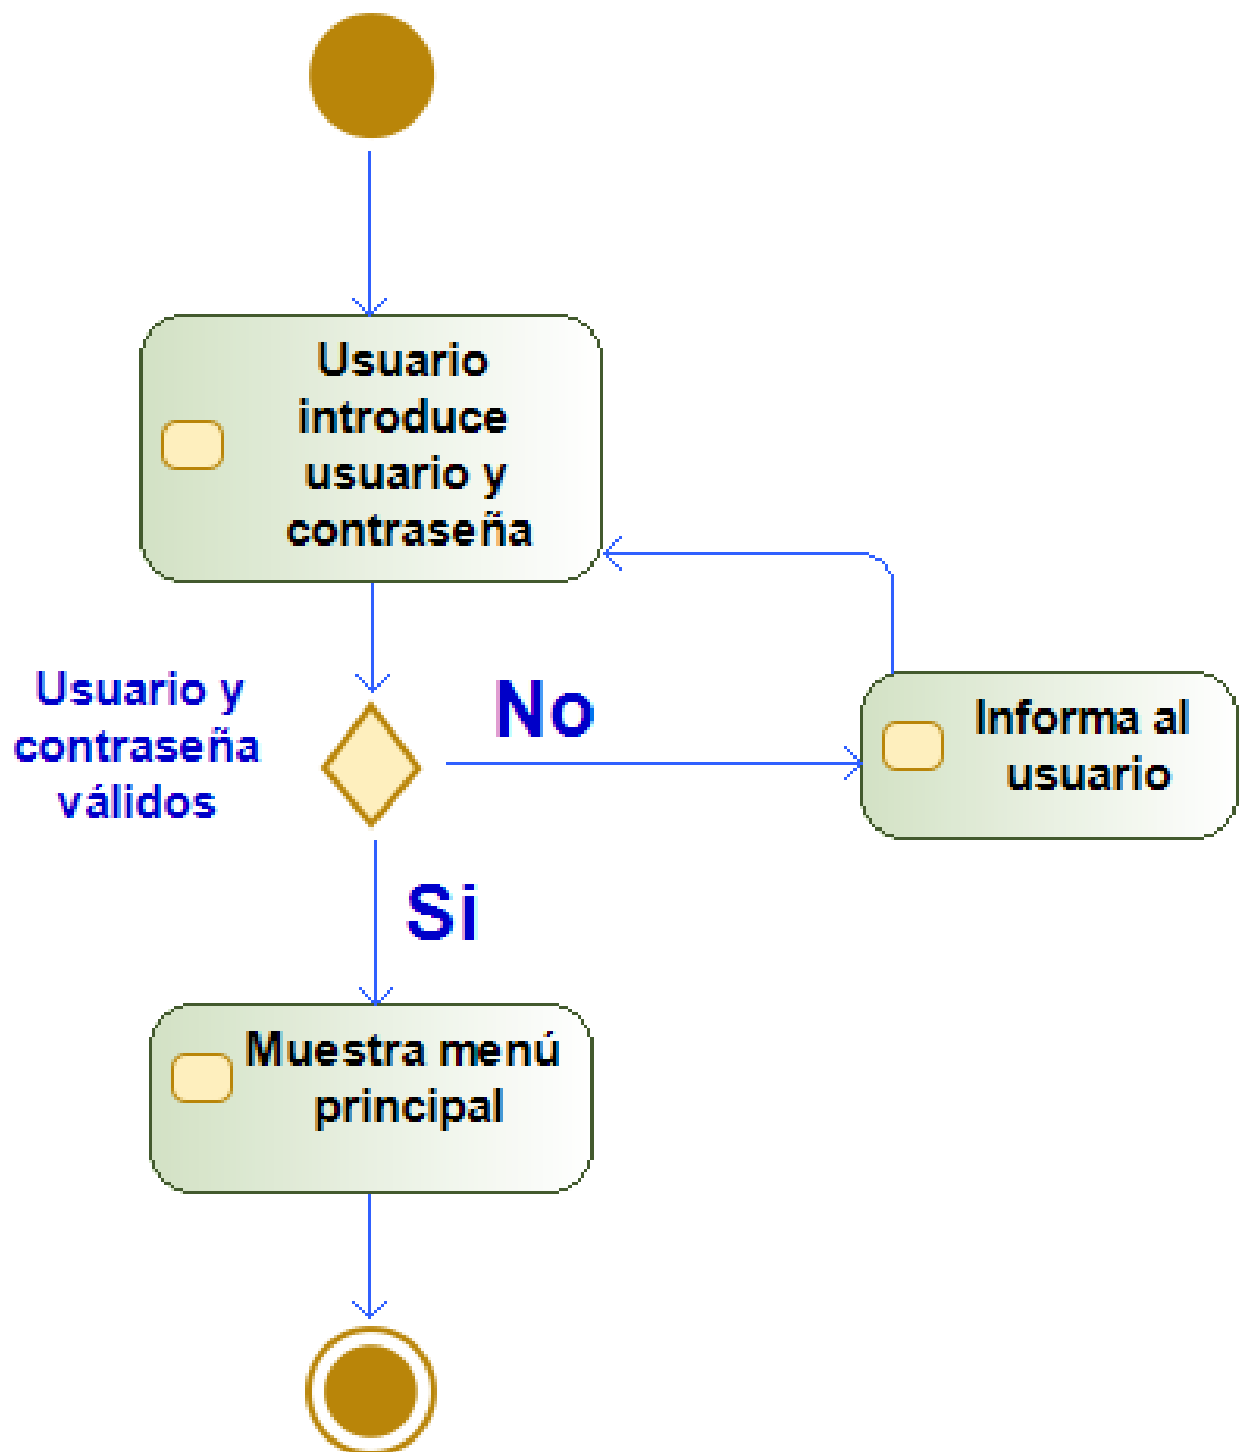 Usuario
introduce
usuario y
contraseña
Usuario y
contraseña
válidos
No
Informa al
usuario
Si
Muestra menú
principal